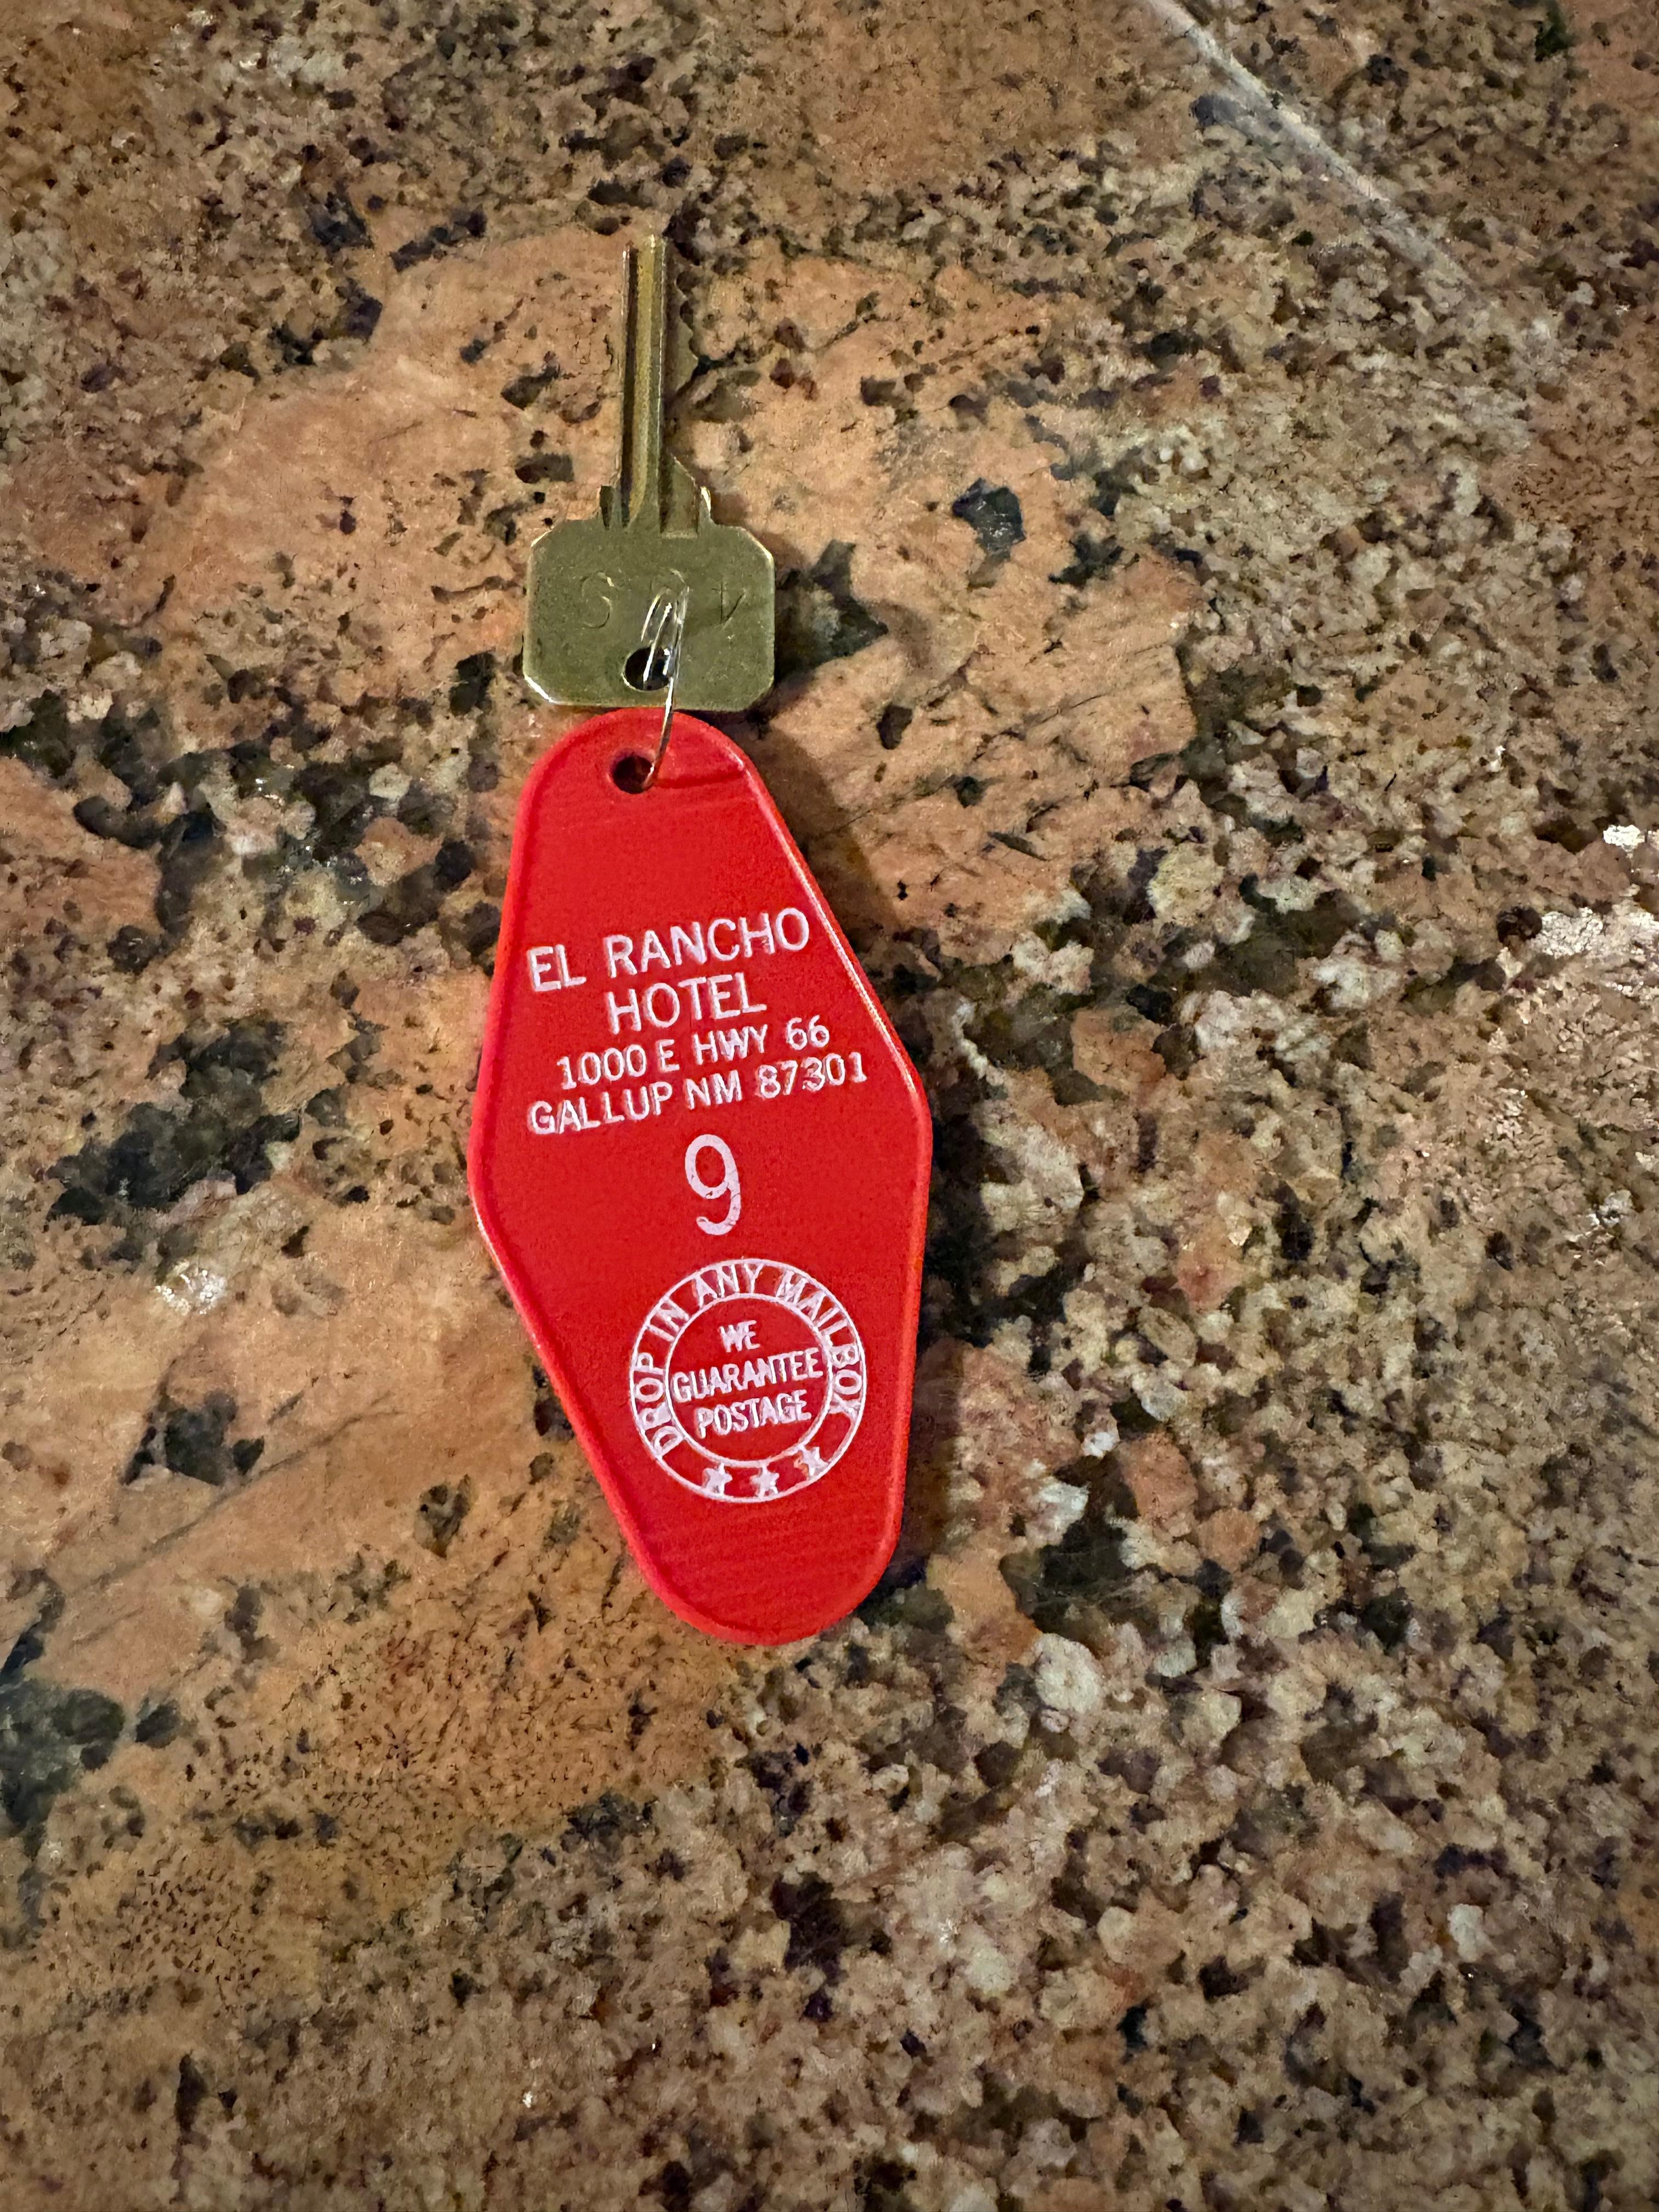 EL RANCHO
HOTEL
1000 E HWY 66
GALLUP NM 87301
9
DROP IN ANY MAILBOX
WE
GUARANTEE
POSTAGE